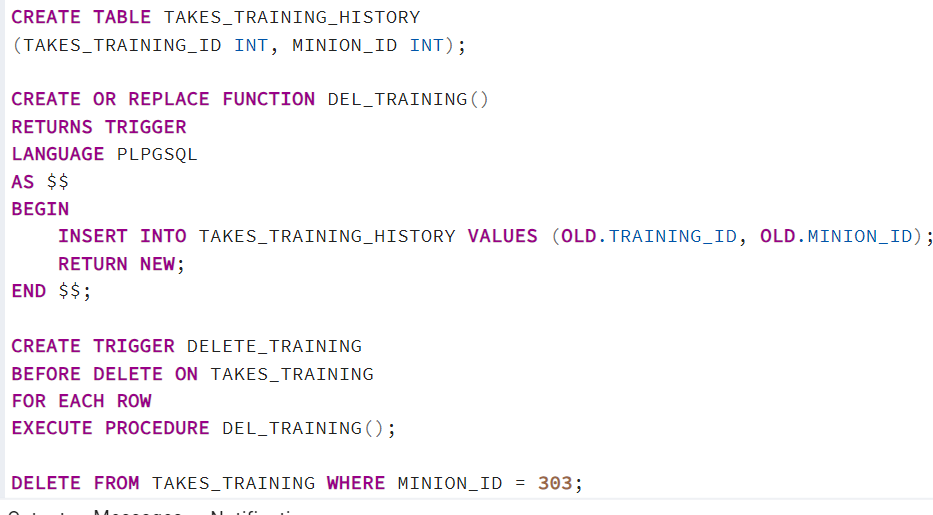 CREATE TABLE TAKES_TRAINING_HISTORY
(TAKES_TRAINING_ID INT, MINION_ID INT);
CREATE OR REPLACE FUNCTION DEL_TRAINING()
RETURNS TRIGGER
LANGUAGE PLPGSQL
AS $$
BEGIN
INSERT INTO TAKES_TRAINING_HISTORY VALUES (OLD.TRAINING_ID, OLD.MINION_ID);
RETURN NEW;
END $$;
CREATE TRIGGER DELETE_TRAINING
BEFORE DELETE ON TAKES_TRAINING
FOR EACH ROW
EXECUTE PROCEDURE DEL_TRAINING();
DELETE FROM TAKES_TRAINING WHERE MINION_ID = 303;